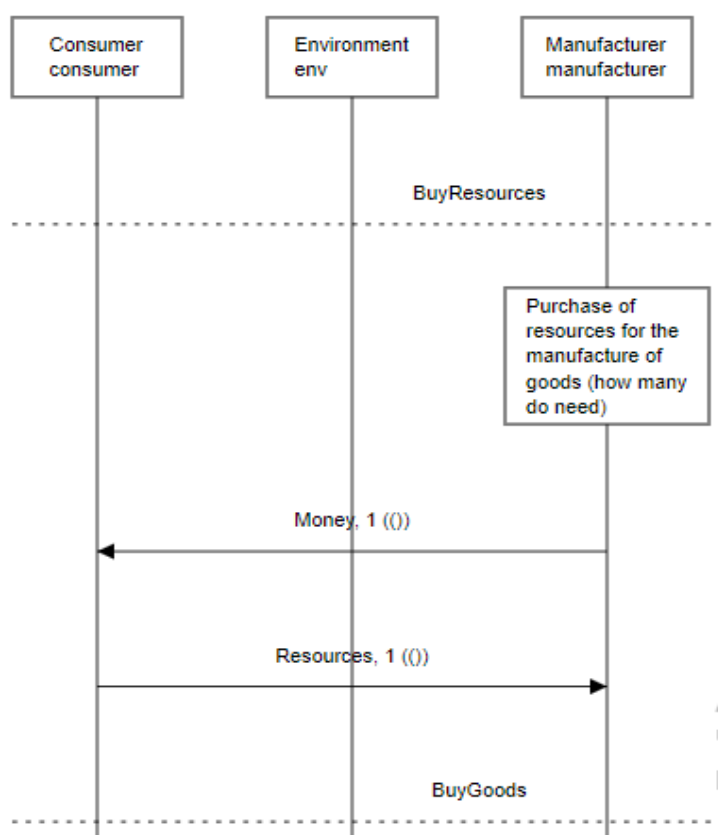 Consumer
consumer
Environment
env
Manufacturer
manufacturer
BuyResources
Purchase of
resources for the
manufacture of
goods (how many
do need)
Money, 1 (())
Resources, 1 (())
BuyGoods